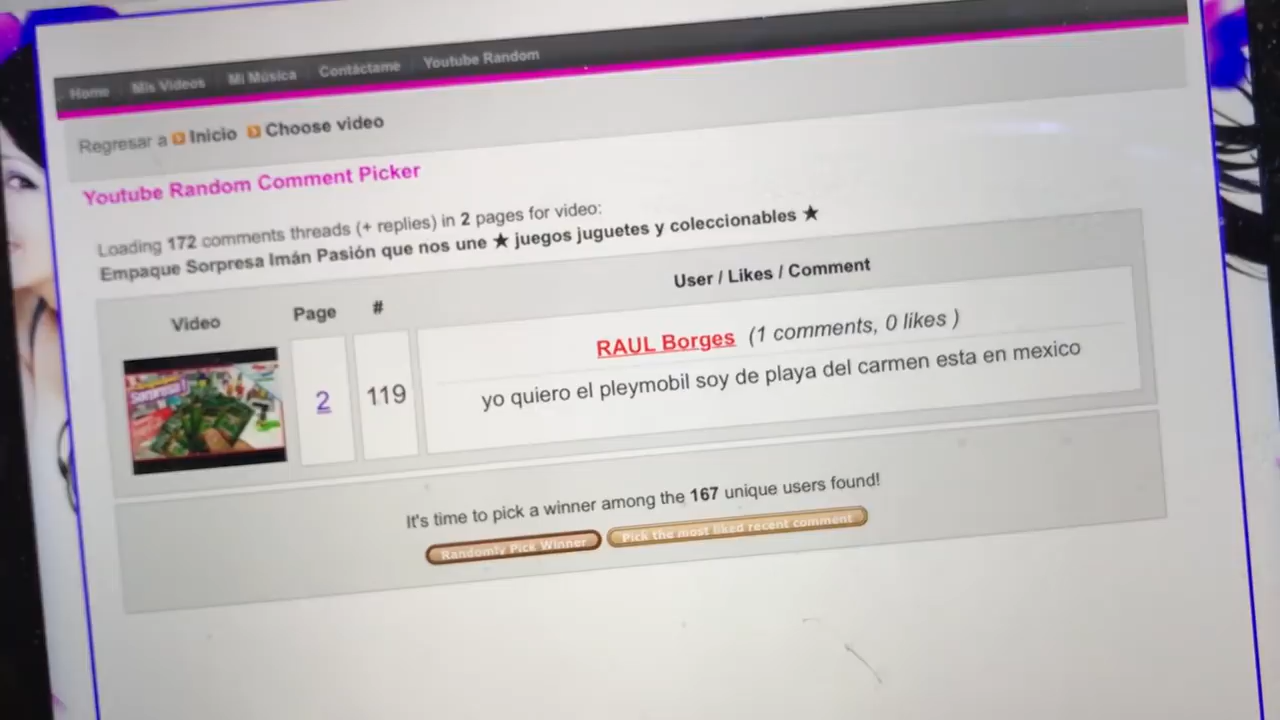 Home Mis Videos Mi Música Contáctame Youtube Random
Regresar a Inicio Choose video
Youtube Random Comment Picker
Loading 172 comments threads (+ replies) in 2 pages for video:
Empaque Sorpresa Imán Pasión que nos une ★ juegos juguetes y coleccionables ★
Video Page # User / Likes / Comment
Sorpresa!
2 119 RAUL Borges (1 comments, 0 likes )
yo quiero el pleymobil soy de playa del carmen esta en mexico
It's time to pick a winner among the 167 unique users found!
Randomly Pick Winner Pick the most liked recent comment